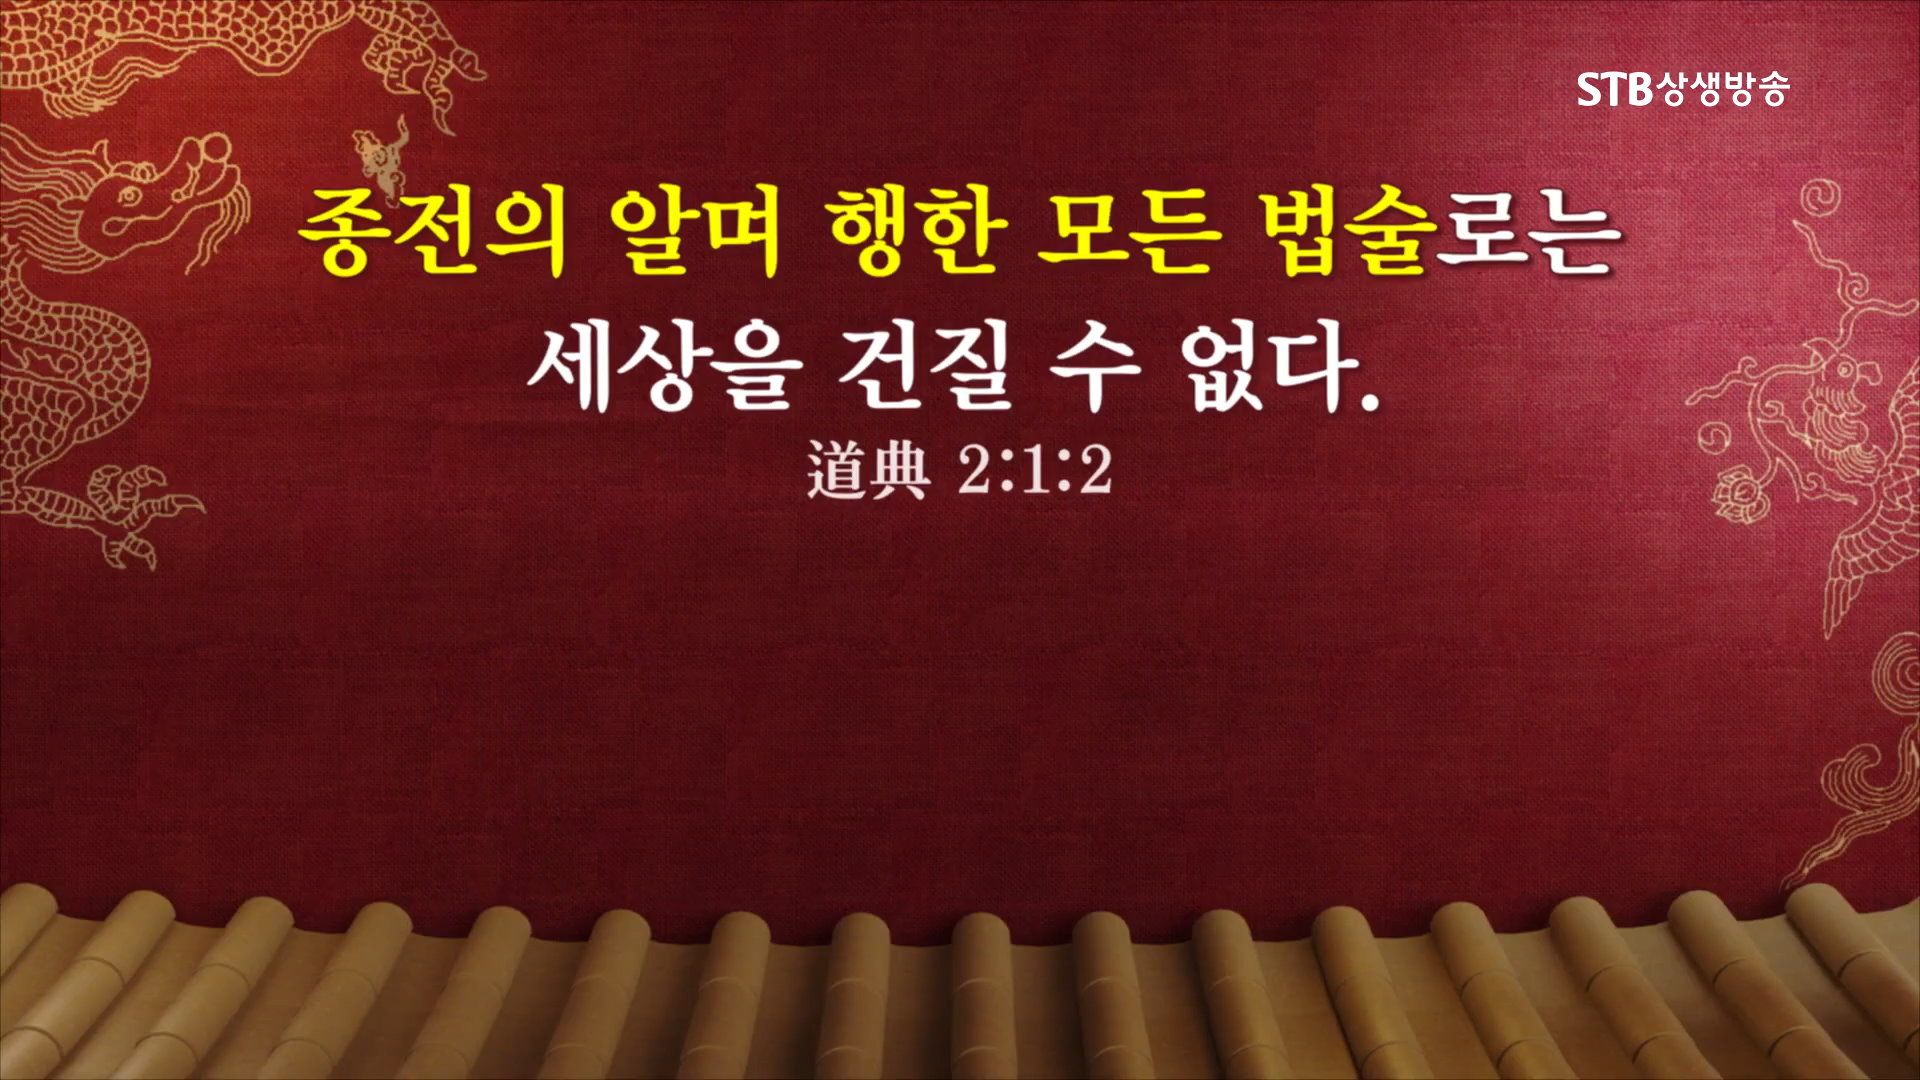 STB상생방송
종전의 알며 행한 모든 법술로는
세상을 건질 수 없다.
道典 2:1:2